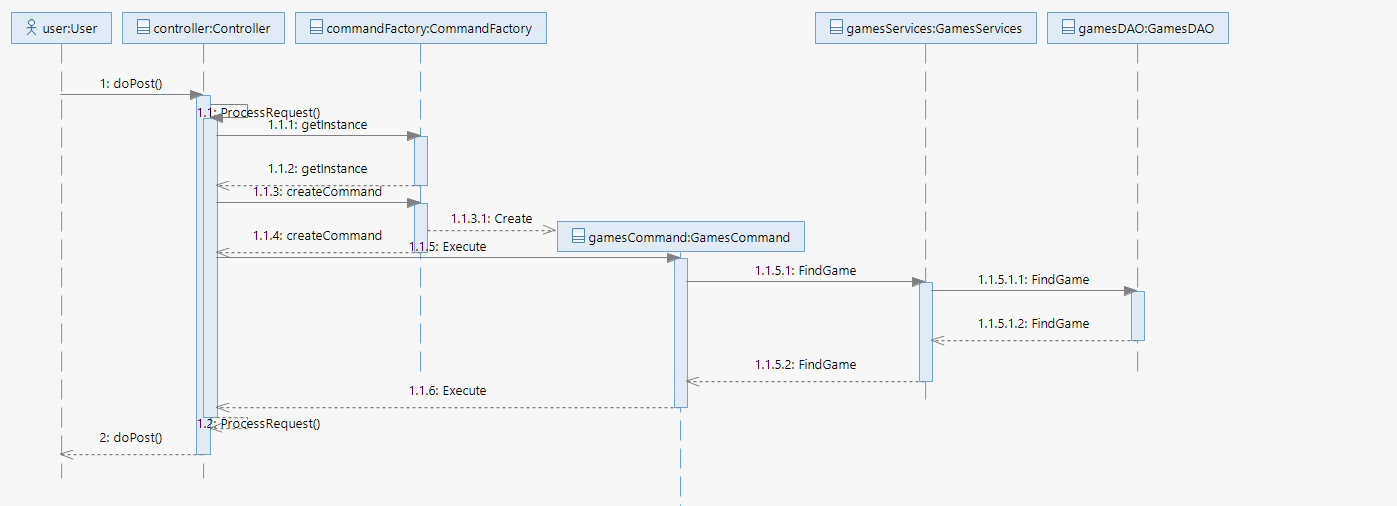 user:User
controller:Controller
commandFactory:CommandFactory
gamesServices:GamesServices
gamesDAO:GamesDAO
1: doPost()
1.1: ProcessRequest()
1.1.1: getInstance
1.1.2: getInstance
1.1.3: createCommand
1.1.3.1: Create
gamesCommand:GamesCommand
1.1.4: createCommand
1.1.5: Execute
1.1.5.1: FindGame
1.1.5.1.1: FindGame
1.1.5.1.2: FindGame
1.1.5.2: FindGame
1.1.6: Execute
1.2: ProcessRequest()
2: doPost()